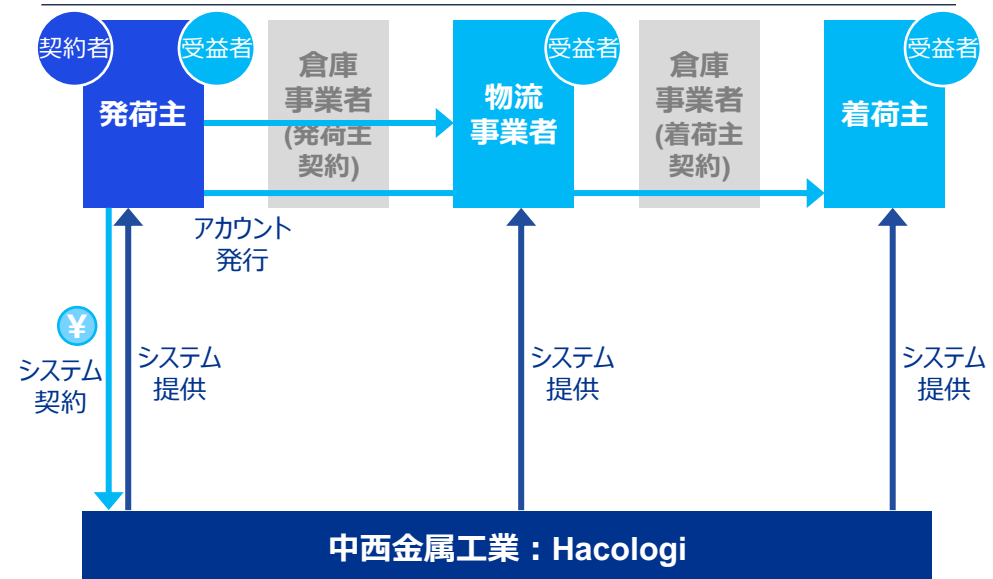 契約者
受益者
発荷主
倉庫
事業者
(発荷主
契約)
受益者
物流
事業者
倉庫
事業者
(着荷主
契約)
受益者
着荷主
アカウント
発行
¥
システム
契約
システム
提供
システム
提供
システム
提供
中西金属工業：Hacologi